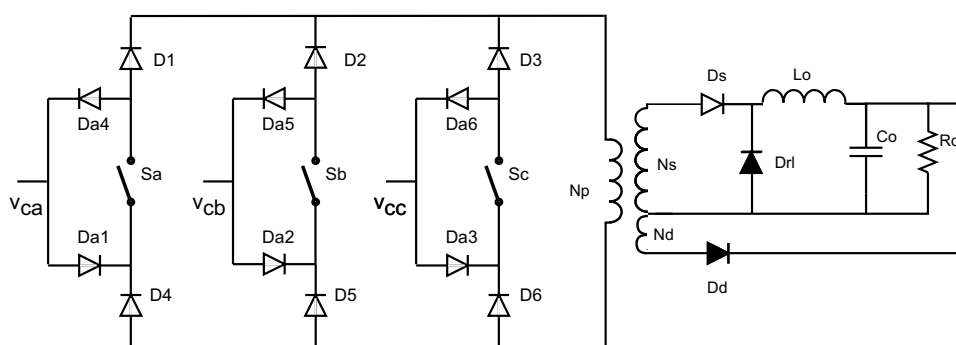 D1
D2
D3
Da4
Da5
Da6
Ds
Lo
Sa
Sb
Sc
vca
vcb
vcc
Np
Ns
Drl
Co
Ro
Da1
Da2
Da3
Nd
D4
D5
D6
Dd